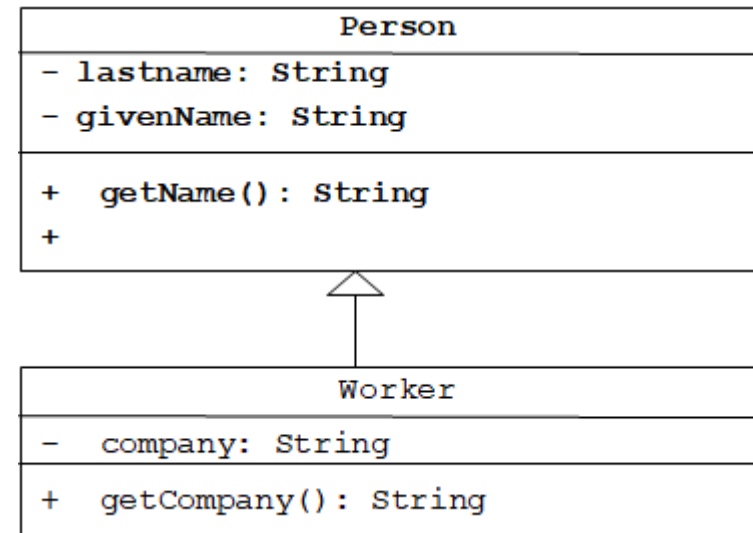 Person
- lastname: String
- givenName: String
+ getName(): String
+
Worker
- company: String
+ getCompany(): String